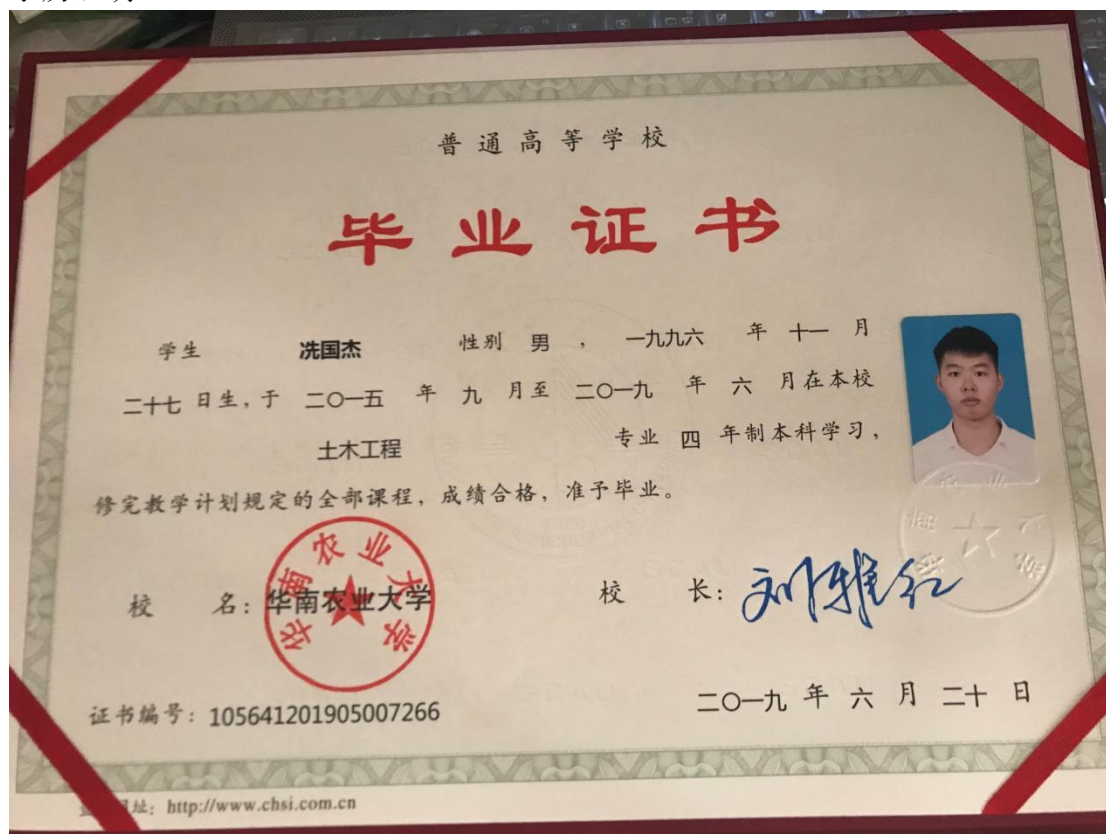 普通高等学校
毕业证书
学生 冼国杰 性别 男 , 一九九六 年 十一 月
二十七 日生,于 二〇一五 年 九 月至 二〇一九 年 六 月在本校
土木工程 专业 四 年制本科学习,
修完教学计划规定的全部课程,成绩合格,准予毕业。
华南农业大学
校 名:华南农业大学 校 长:刘雅红
证书编号:105641201905007266 二〇一九 年 六 月 二十 日
网址:http://www.chsi.com.cn